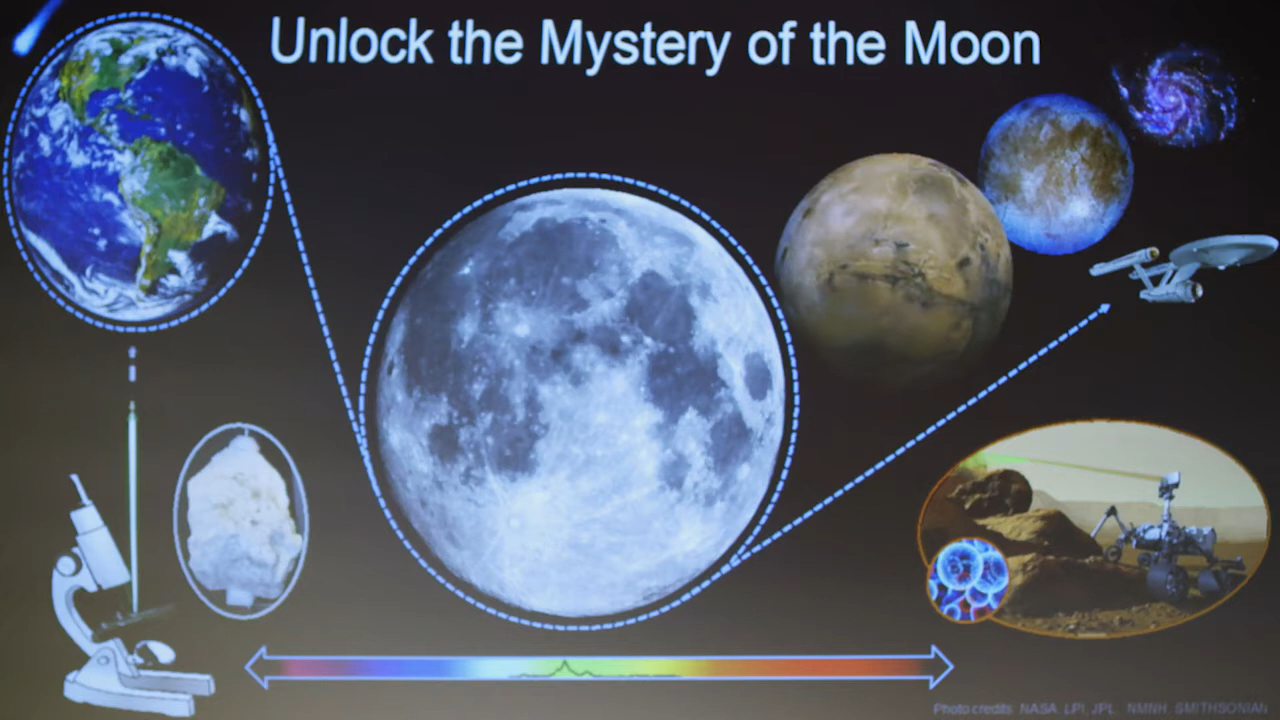 Unlock the Mystery of the Moon
Photo credits: NASA, LPI, JPL, NMNH, SMITHSONIAN